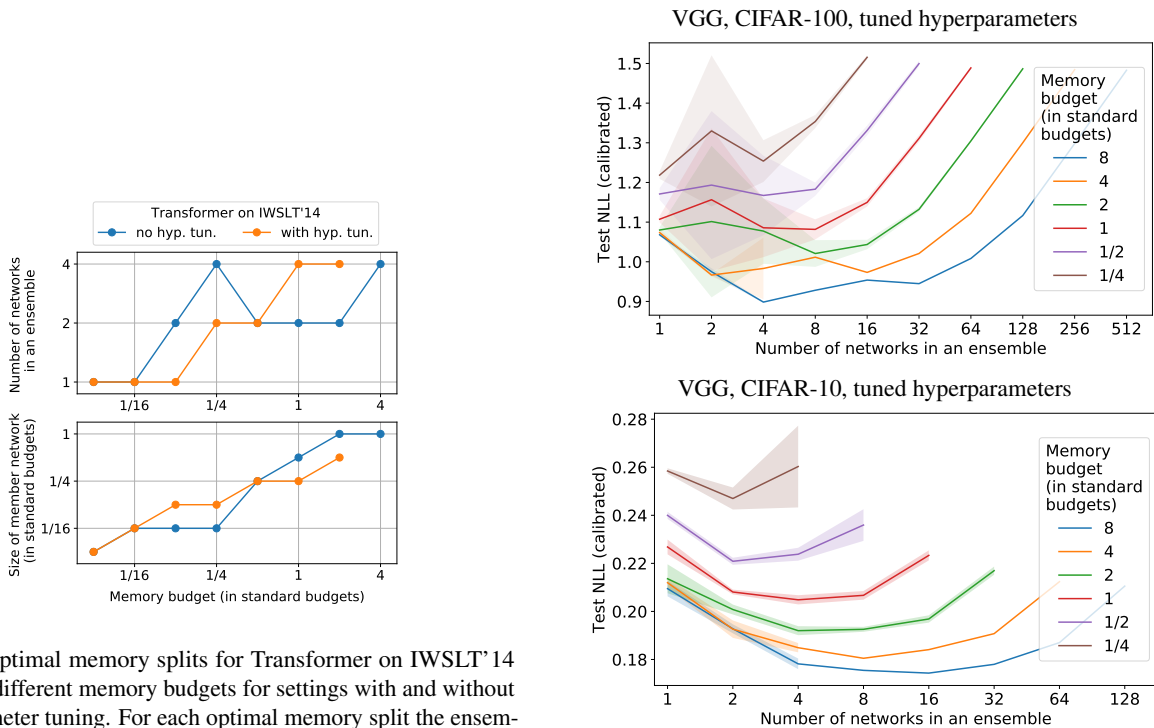 Transformer on IWSLT'14
no hyp. tun. with hyp. tun.
Number of networks
in an ensemble
4
2
1
1/16 1/4 1 4
Size of member network
(in standard budgets)
1
1/4
1/16
1/16 1/4 1 4
Memory budget (in standard budgets)
ptimal memory splits for Transformer on IWSLT'14
different memory budgets for settings with and without
neter tuning. For each optimal memory split the ensem-
VGG, CIFAR-100, tuned hyperparameters
Test NLL (calibrated)
1.5
1.4
1.3
1.2
1.1
1.0
0.9
Memory
budget
(in standard
budgets)
8
4
2
1
1/2
1/4
1 2 4 8 16 32 64 128 256 512
Number of networks in an ensemble
VGG, CIFAR-10, tuned hyperparameters
Test NLL (calibrated)
0.28
0.26
0.24
0.22
0.20
0.18
Memory
budget
(in standard
budgets)
8
4
2
1
1/2
1/4
1 2 4 8 16 32 64 128
Number of networks in an ensemble